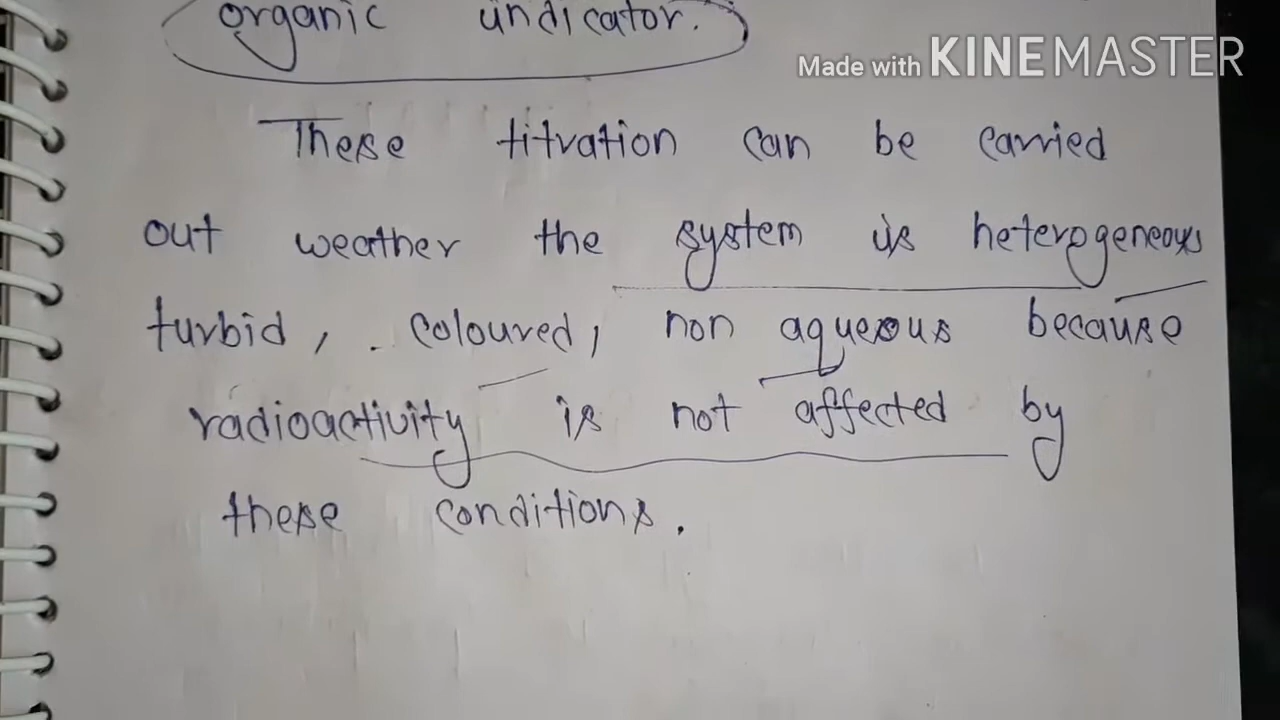 organic indicator.
Made with KINEMASTER
These titration can be carried
out weather the system is heterogeneous
turbid, coloured, non aqueous because
radioactivity is not affected by
these conditions.